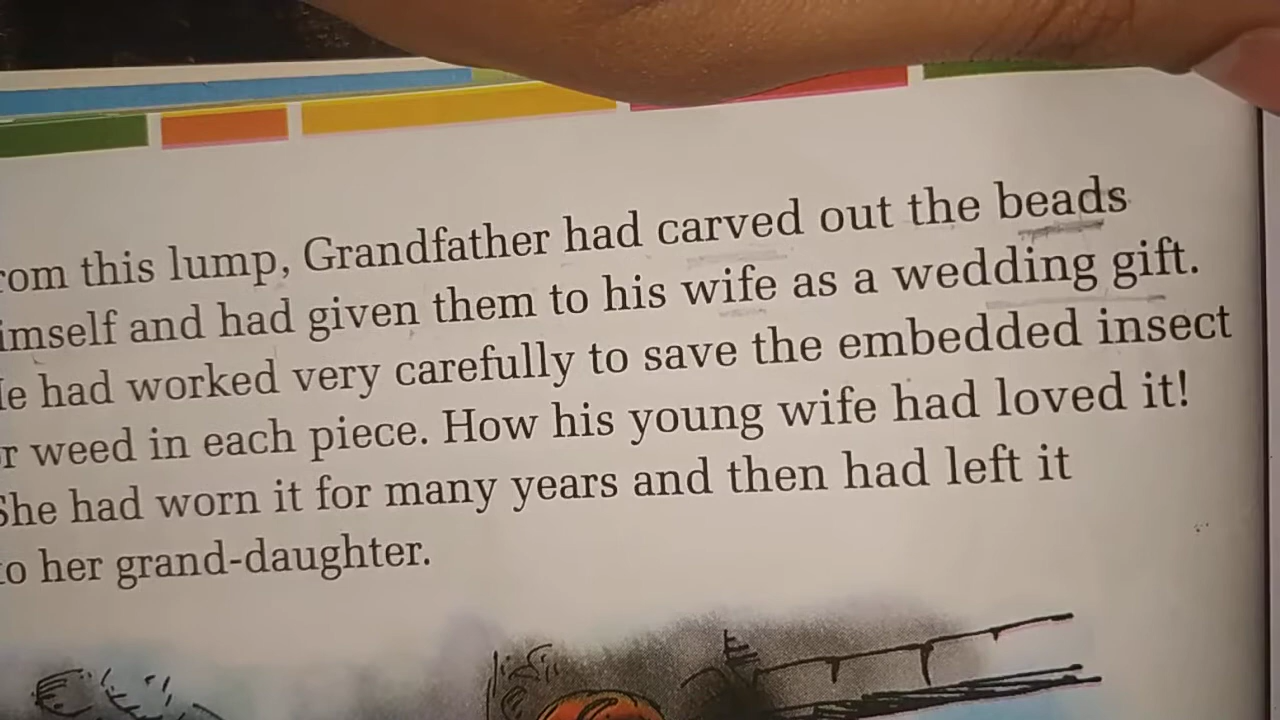 rom this lump, Grandfather had carved out the beads
imself and had given them to his wife as a wedding gift.
e had worked very carefully to save the embedded insect
r weed in each piece. How his young wife had loved it!
She had worn it for many years and then had left it
to her grand-daughter.